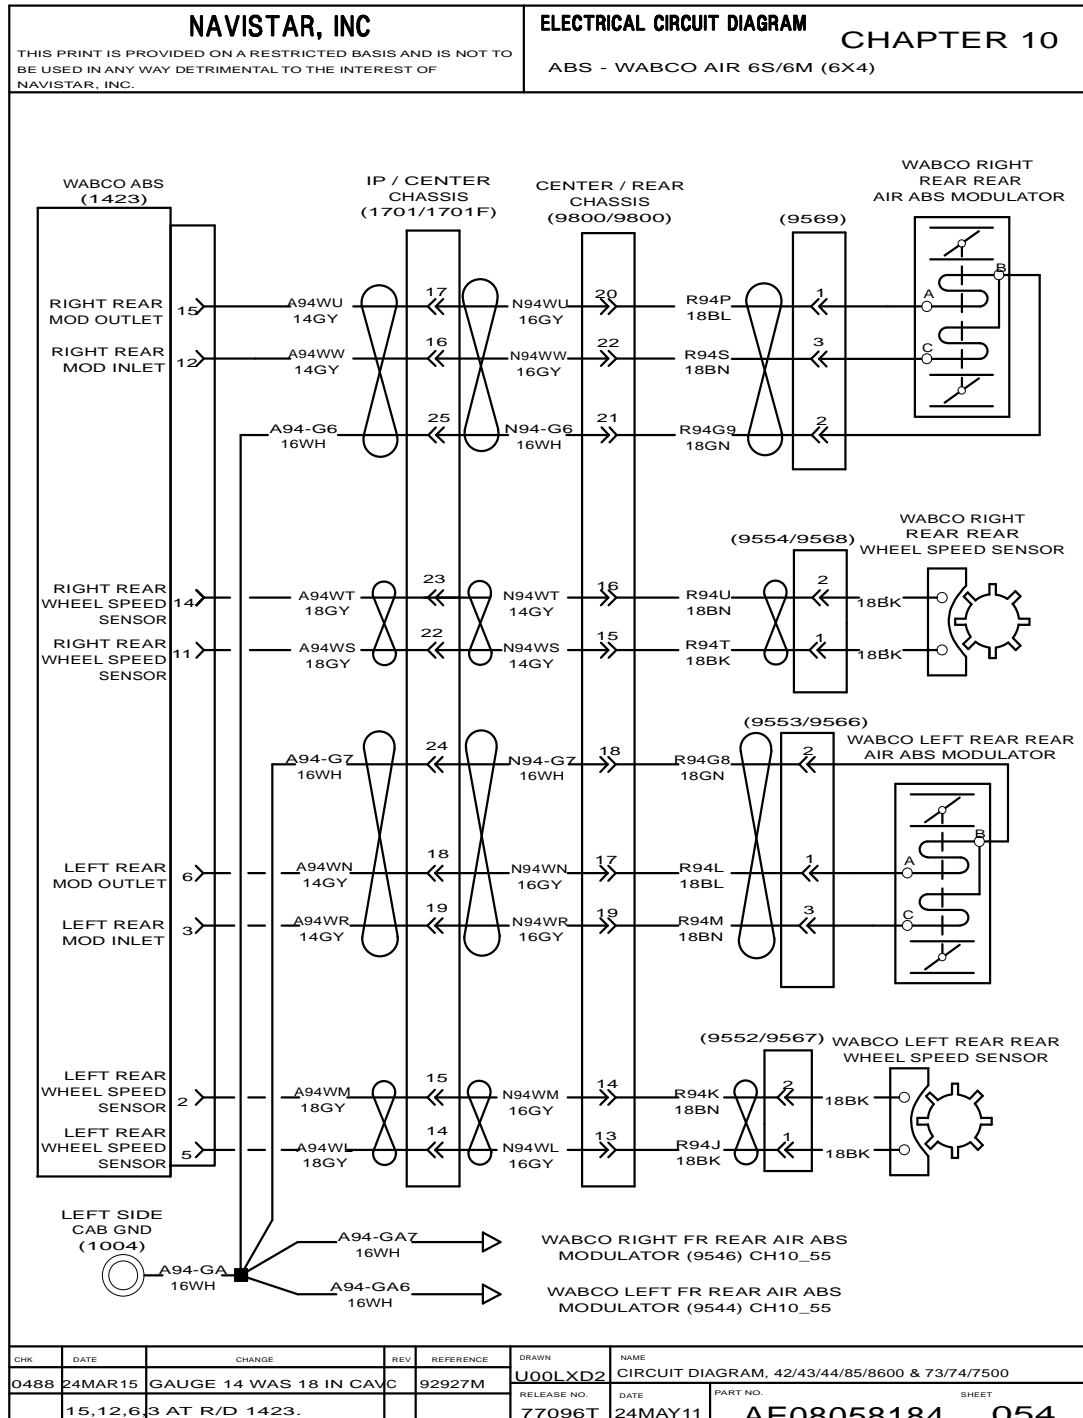 NAVISTAR, INC
THIS PRINT IS PROVIDED ON A RESTRICTED BASIS AND IS NOT TO
BE USED IN ANY WAY DETRIMENTAL TO THE INTEREST OF
NAVISTAR, INC.
ELECTRICAL CIRCUIT DIAGRAM
CHAPTER 10
ABS - WABCO AIR 6S/6M (6X4)
WABCO ABS
(1423)
IP / CENTER
CHASSIS
(1701/1701F)
CENTER / REAR
CHASSIS
(9800/9800)
(9569)
WABCO RIGHT
REAR REAR
AIR ABS MODULATOR
RIGHT REAR
MOD OUTLET
15
A94WU
14GY
17
N94WU
16GY
20
R94P
18BL
1
A
B
RIGHT REAR
MOD INLET
12
A94WW
14GY
16
N94WW
16GY
22
R94S
18BN
3
C
A94-G6
16WH
25
N94-G6
16WH
21
R94G9
18GN
2
(9554/9568)
WABCO RIGHT
REAR REAR
WHEEL SPEED SENSOR
RIGHT REAR
WHEEL SPEED
SENSOR
14
A94WT
18GY
23
N94WT
14GY
16
R94U
18BN
2
18BK
RIGHT REAR
WHEEL SPEED
SENSOR
11
A94WS
18GY
22
N94WS
14GY
15
R94T
18BK
1
18BK
(9553/9566)
WABCO LEFT REAR REAR
AIR ABS MODULATOR
A94-G7
16WH
24
N94-G7
16WH
18
R94G8
18GN
2
B
LEFT REAR
MOD OUTLET
6
A94WN
14GY
18
N94WN
16GY
17
R94L
18BL
1
A
LEFT REAR
MOD INLET
3
A94WR
14GY
19
N94WR
16GY
19
R94M
18BN
3
C
(9552/9567)
WABCO LEFT REAR REAR
WHEEL SPEED SENSOR
LEFT REAR
WHEEL SPEED
SENSOR
2
A94WM
18GY
15
N94WM
16GY
14
R94K
18BN
2
18BK
LEFT REAR
WHEEL SPEED
SENSOR
5
A94WL
18GY
14
N94WL
16GY
13
R94J
18BK
1
18BK
LEFT SIDE
CAB GND
(1004)
A94-GA
16WH
A94-GA7
16WH
WABCO RIGHT FR REAR AIR ABS
MODULATOR (9546) CH10_55
A94-GA6
16WH
WABCO LEFT FR REAR AIR ABS
MODULATOR (9544) CH10_55
CHK DATE CHANGE REV REFERENCE
0488 24MAR15 GAUGE 14 WAS 18 IN CAV C 92927M
15,12,6,3 AT R/D 1423.
DRAWN
U00LXD2
NAME
CIRCUIT DIAGRAM, 42/43/44/85/8600 & 73/74/7500
RELEASE NO.
77096T
DATE
24MAY11
PART NO.
AE08058184
SHEET
054